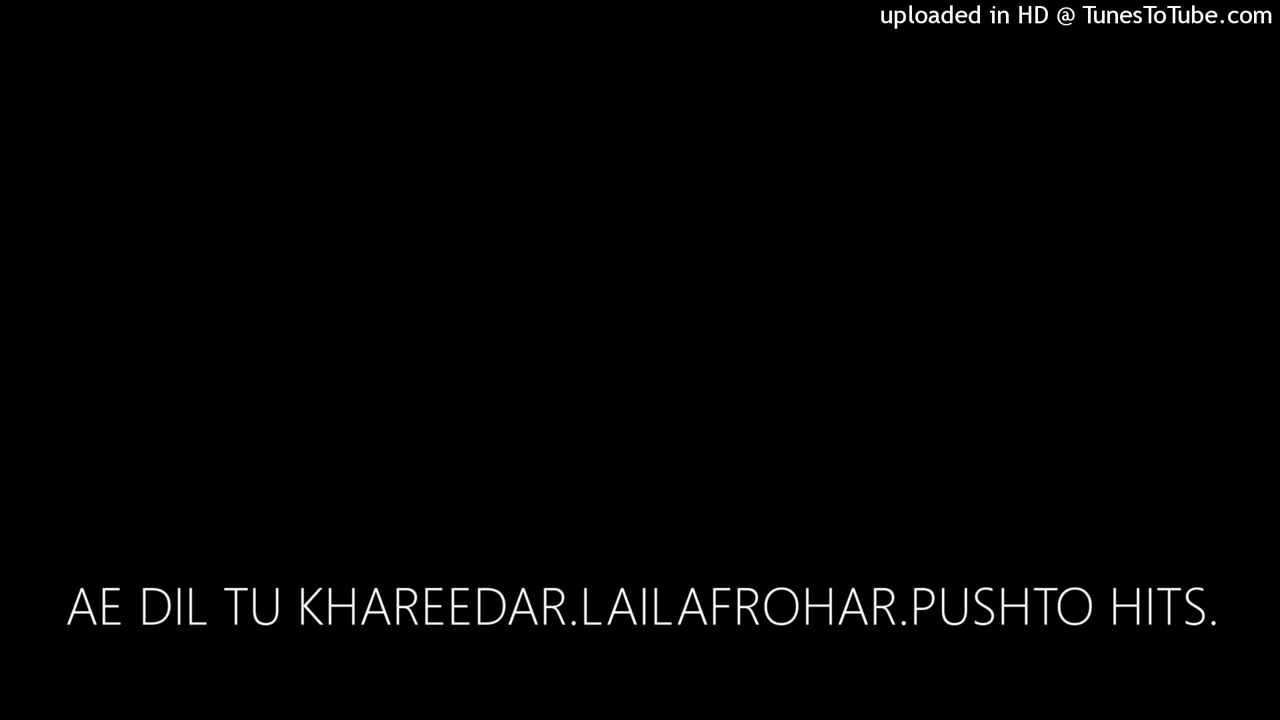 uploaded in HD @ TunesToTube.com
AE DIL TU KHAREEDAR.LAILAFROHAR.PUSHTO HITS.